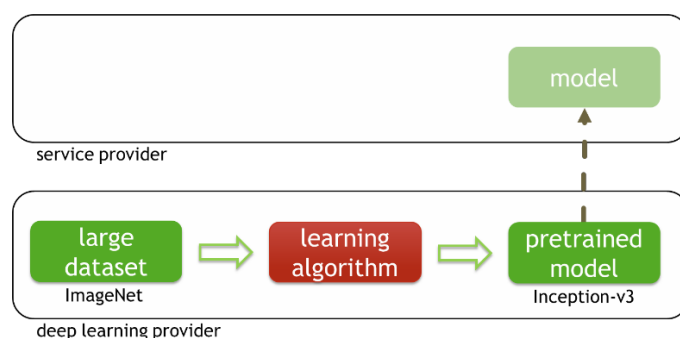 model
service provider
large
dataset
ImageNet
learning
algorithm
pretrained
model
Inception-v3
deep learning provider